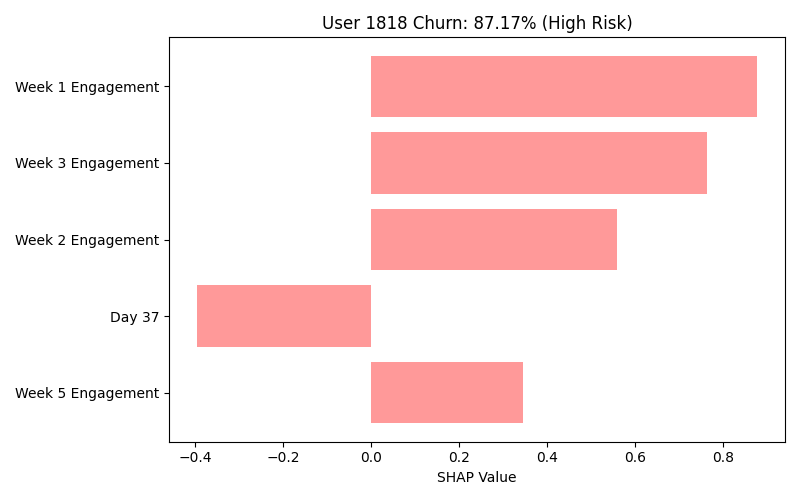 User 1818 Churn: 87.17% (High Risk)
Week 1 Engagement
Week 3 Engagement
Week 2 Engagement
Day 37
Week 5 Engagement
−0.4 −0.2 0.0 0.2 0.4 0.6 0.8
SHAP Value